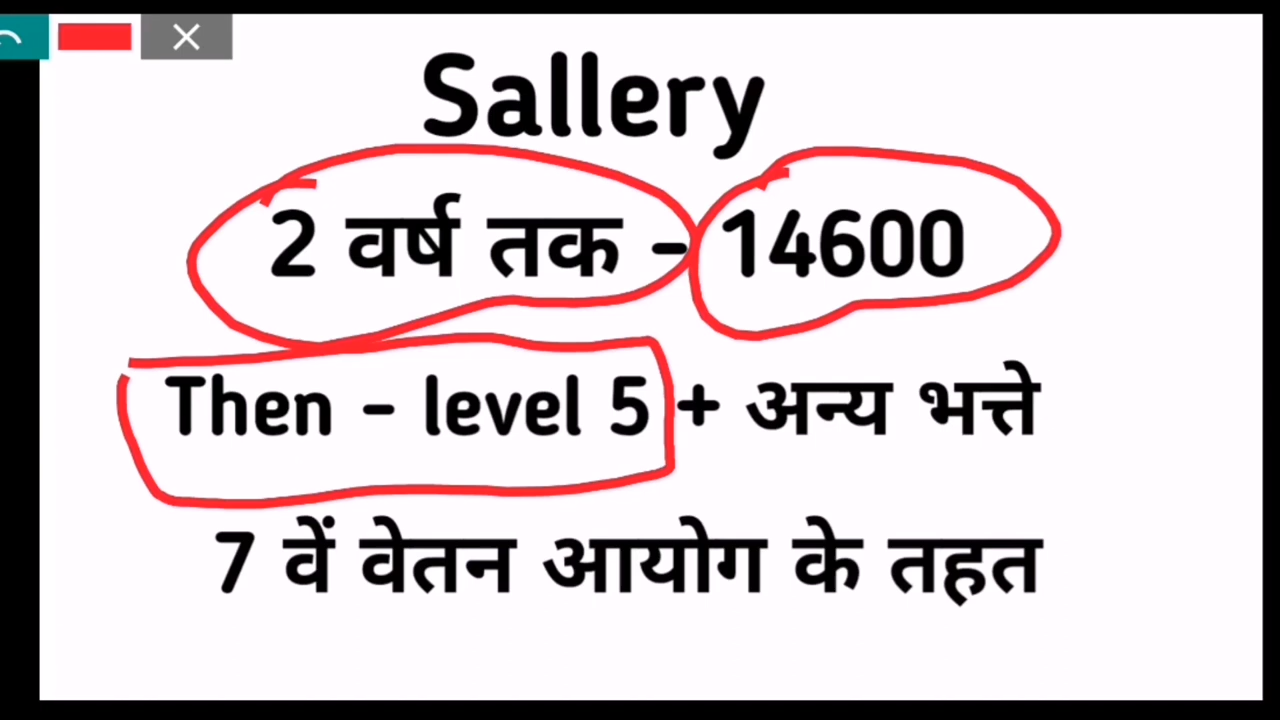 Sallery
2 वर्ष तक - 14600
Then - level 5 + अन्य भत्ते
7 वें वेतन आयोग के तहत